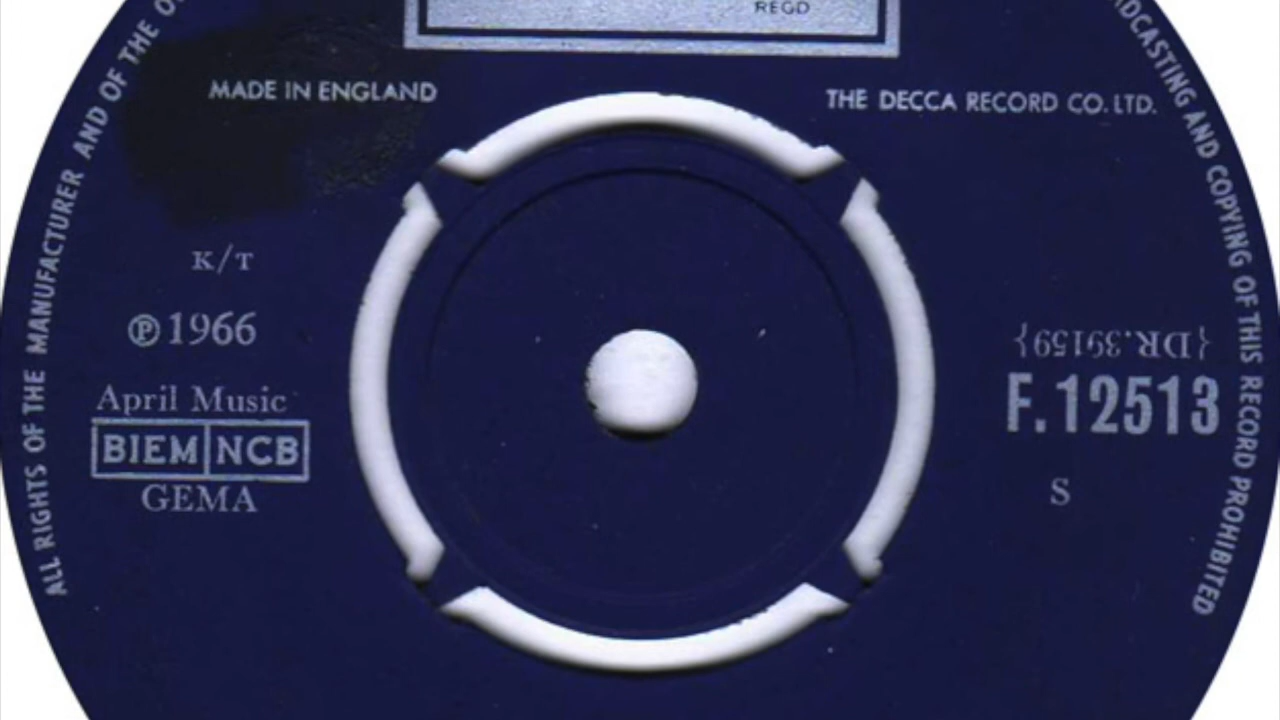 REGD
MADE IN ENGLAND
THE DECCA RECORD CO. LTD.
ALL RIGHTS OF THE MANUFACTURER AND OF THE
AND COPYING OF THIS RECORD PROHIBITED
K/T
℗1966
April Music
BIEM NCB
GEMA
{DR.39159}
F.12513
S